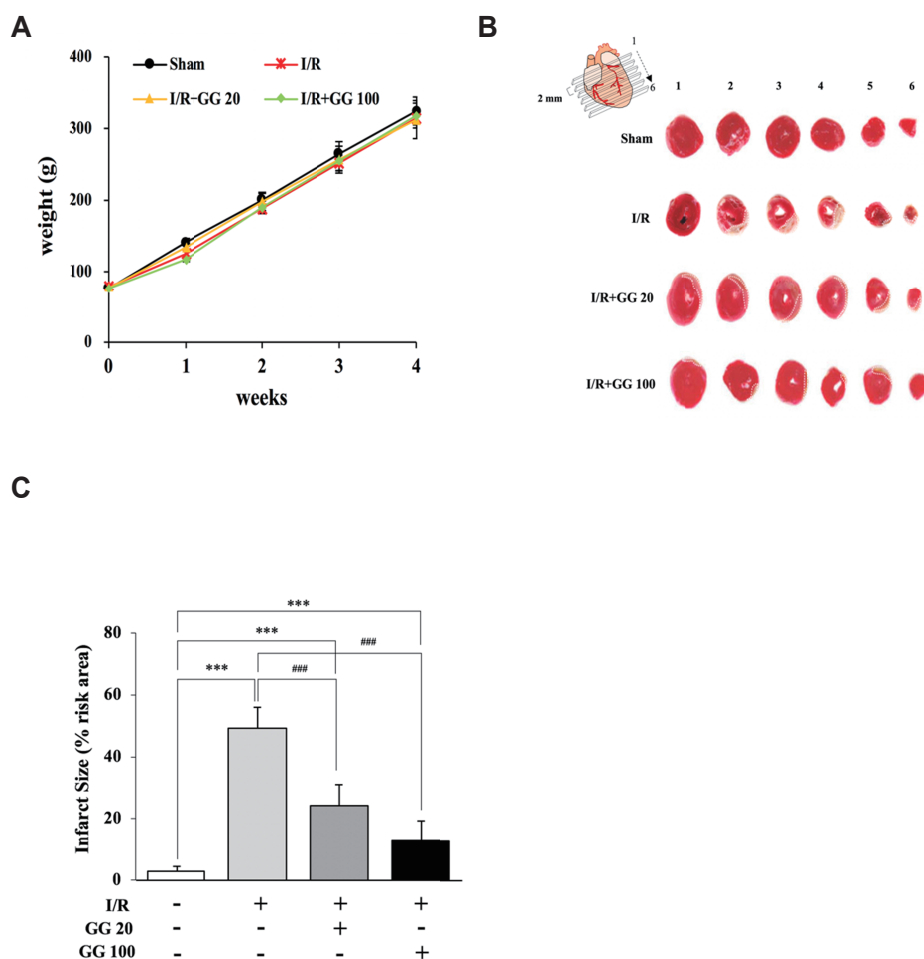 A
400
300
200
100
0
weight (g)
Sham
I/R
I/R-GG 20
I/R+GG 100
0 1 2 3 4
weeks
B
1
6
2 mm
1 2 3 4 5 6
Sham
I/R
I/R+GG 20
I/R+GG 100
C
80
60
40
20
0
Infarct Size (% risk area)
***
***
***
###
###
I/R - + + +
GG 20 - - + -
GG 100 - - - +